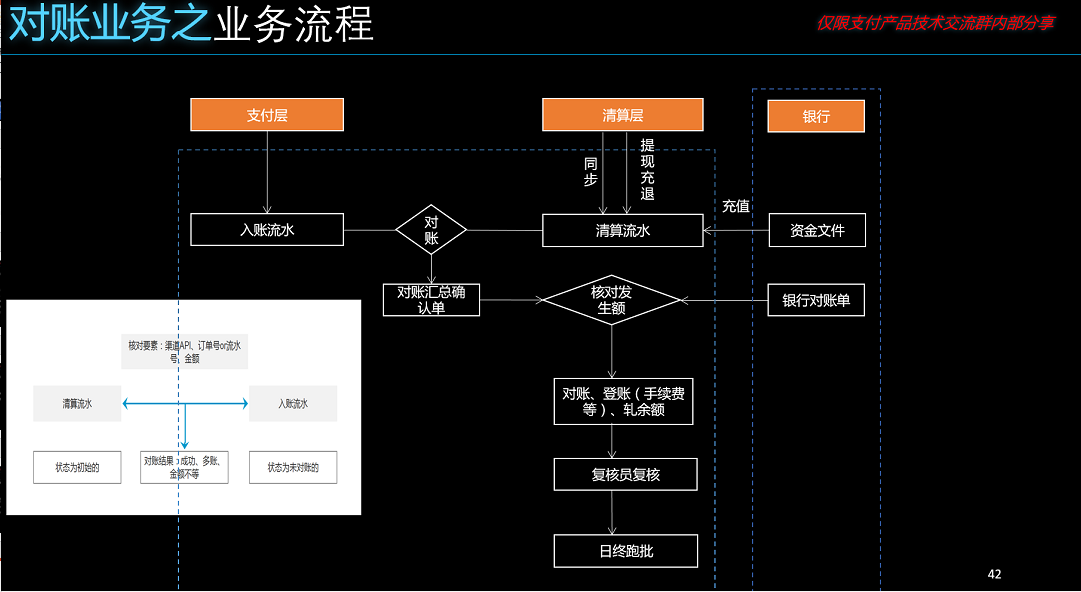 对账业务之业务流程
仅限支付产品技术交流群内部分享
支付层
清算层
银行
同步
提现充退
充值
入账流水
对
账
清算流水
资金文件
对账汇总确
认单
核对发
生额
银行对账单
核对要素：渠道API、订单号or流水
号、金额
清算流水
入账流水
对账、登账（手续费
等）、轧余额
状态为初始的
对账结果：成功、多账、
金额不等
状态为未对账的
复核员复核
日终跑批
42